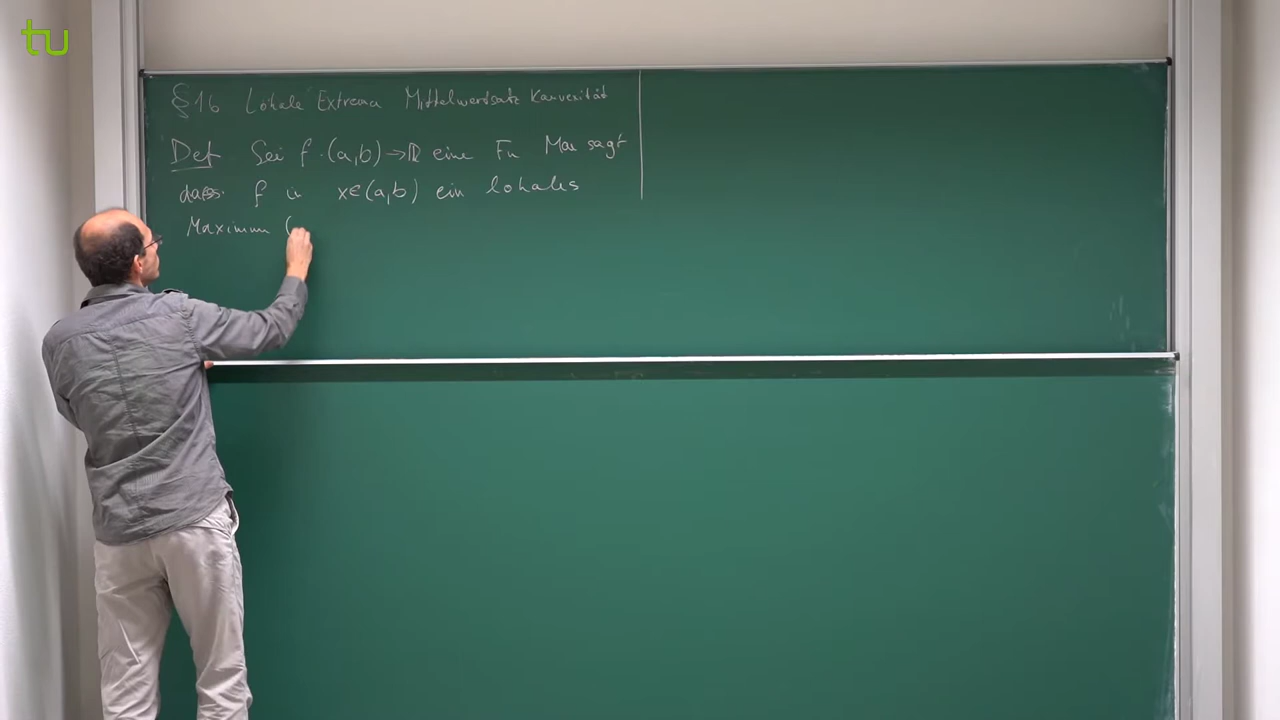 tu
§16 Lokale Extrema Mittelwertsatz Konvexität
Def Sei f: (a,b) → ℝ eine Fn Man sagt
dass f in x∈(a,b) ein lokales
Maximum (